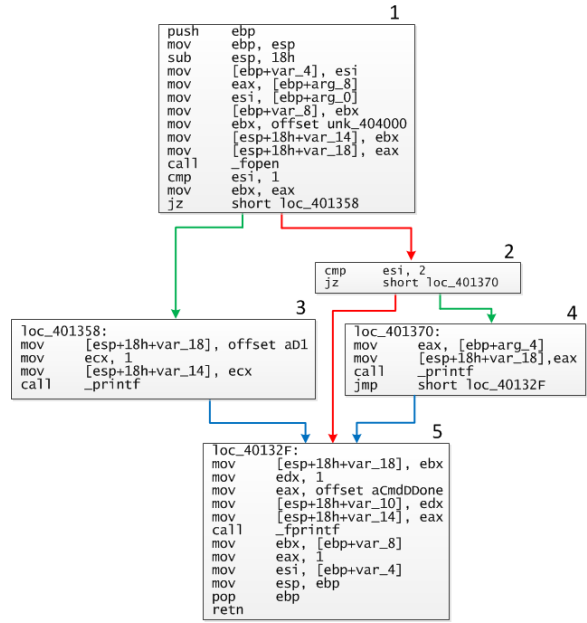 1
push ebp
mov ebp, esp
sub esp, 18h
mov [ebp+var_4], esi
mov eax, [ebp+arg_8]
mov esi, [ebp+arg_0]
mov [ebp+var_8], ebx
mov ebx, offset unk_404000
mov [esp+18h+var_14], ebx
mov [esp+18h+var_18], eax
call _fopen
cmp esi, 1
mov ebx, eax
jz short loc_401358
2
cmp esi, 2
jz short loc_401370
3
loc_401358:
mov [esp+18h+var_18], offset aD1
mov ecx, 1
mov [esp+18h+var_14], ecx
call _printf
4
loc_401370:
mov eax, [ebp+arg_4]
mov [esp+18h+var_18],eax
call _printf
jmp short loc_40132F
5
loc_40132F:
mov [esp+18h+var_18], ebx
mov edx, 1
mov eax, offset aCmdDDone
mov [esp+18h+var_10], edx
mov [esp+18h+var_14], eax
call _fprintf
mov ebx, [ebp+var_8]
mov eax, 1
mov esi, [ebp+var_4]
mov esp, ebp
pop ebp
retn